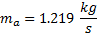 m_a = 1.219 kg/s